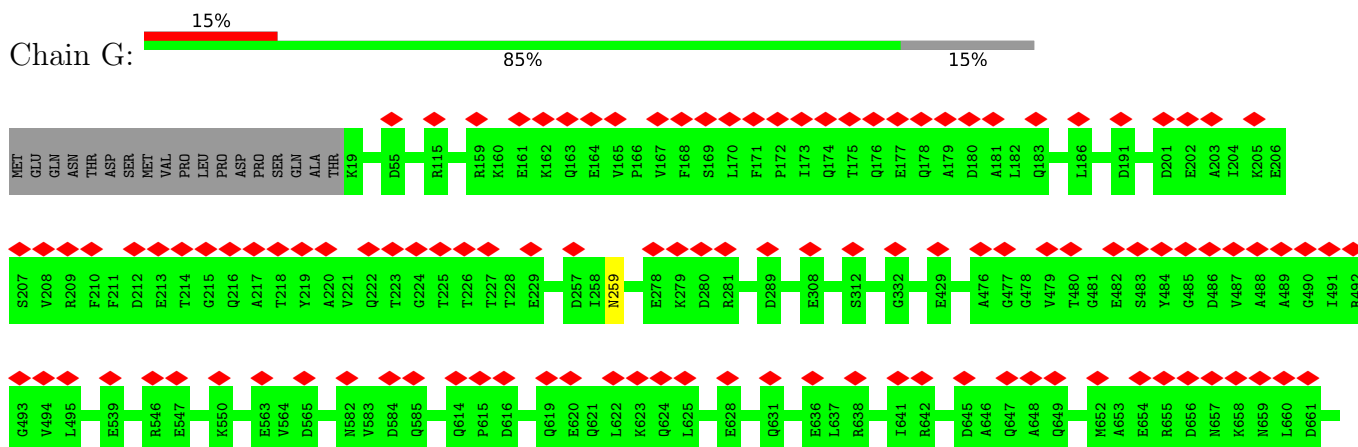 15%
Chain G:
85% 15%
MET GLU GLN ASN THR ASP SER MET VAL PRO LEU PRO ASP PRO SER GLN ALA THR K19 D55 R115 R159 K160 E161 K162 Q163 E164 V165 P166 V167 F168 S169 L170 F171 P172 I173 Q174 T175 Q176 E177 Q178 A179 D180 A181 L182 Q183 L186 D191 D201 E202 A203 I204 K205 E206
S207 V208 R209 F210 F211 D212 E213 T214 G215 Q216 A217 T218 Y219 A220 V221 Q222 T223 G224 T225 T226 T227 T228 E229 D257 I258 N259 E278 K279 D280 R281 D289 E308 S312 G332 E429 A476 G477 G478 V479 T480 G481 E482 S483 Y484 G485 D486 V487 A488 A489 G490 I491 R492
G493 V494 L495 E539 R546 E547 K550 E563 V564 D565 N582 V583 D584 Q585 Q614 P615 D616 Q619 E620 Q621 L622 K623 Q624 L625 E628 Q631 E636 L637 R638 I641 R642 D645 A646 Q647 A648 Q649 M652 A653 E654 R655 D656 N657 K658 N659 L660 D661